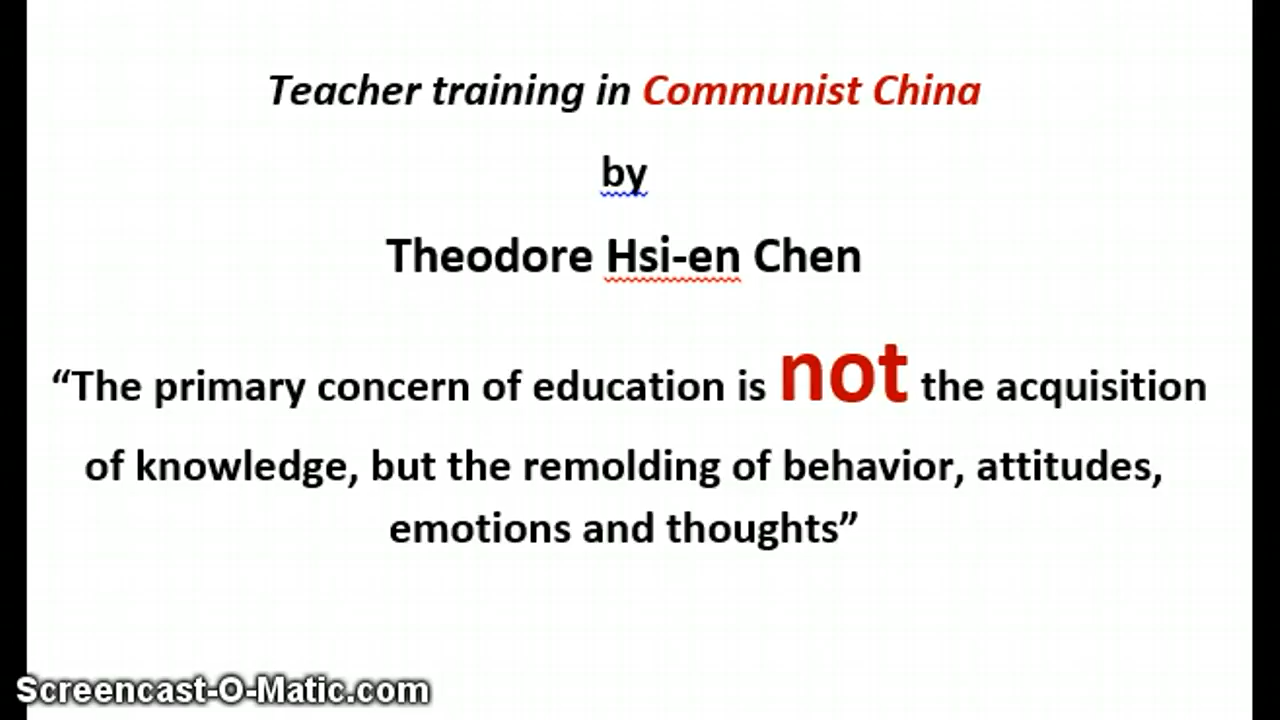 Teacher training in Communist China
by
Theodore Hsi-en Chen
“The primary concern of education is not the acquisition
of knowledge, but the remolding of behavior, attitudes,
emotions and thoughts”
Screencast-O-Matic.com